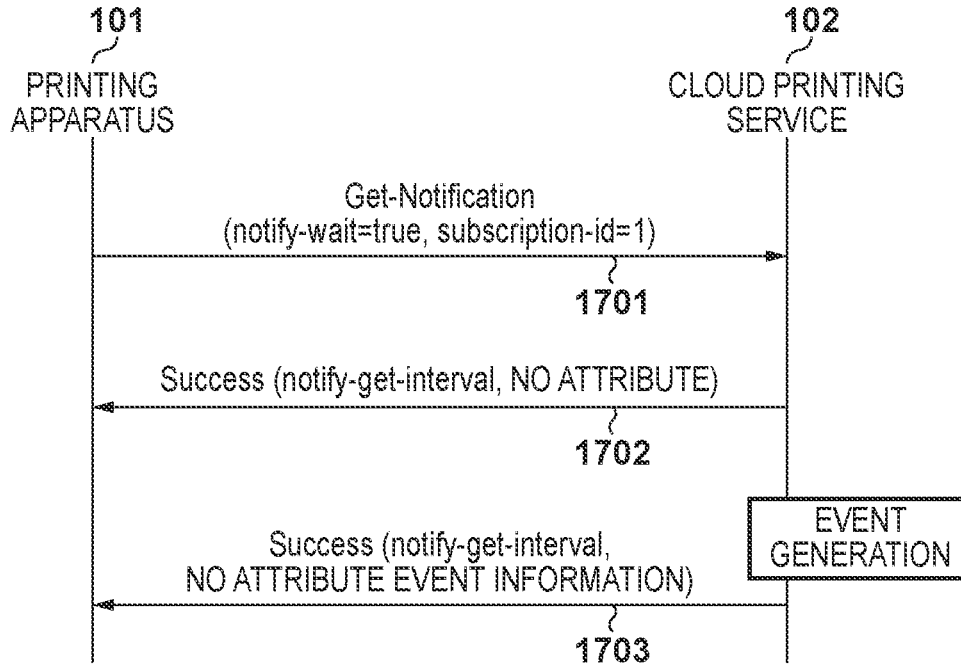 101
PRINTING
APPARATUS
102
CLOUD PRINTING
SERVICE
Get-Notification
(notify-wait=true, subscription-id=1)
1701
Success (notify-get-interval, NO ATTRIBUTE)
1702
EVENT
GENERATION
Success (notify-get-interval,
NO ATTRIBUTE EVENT INFORMATION)
1703